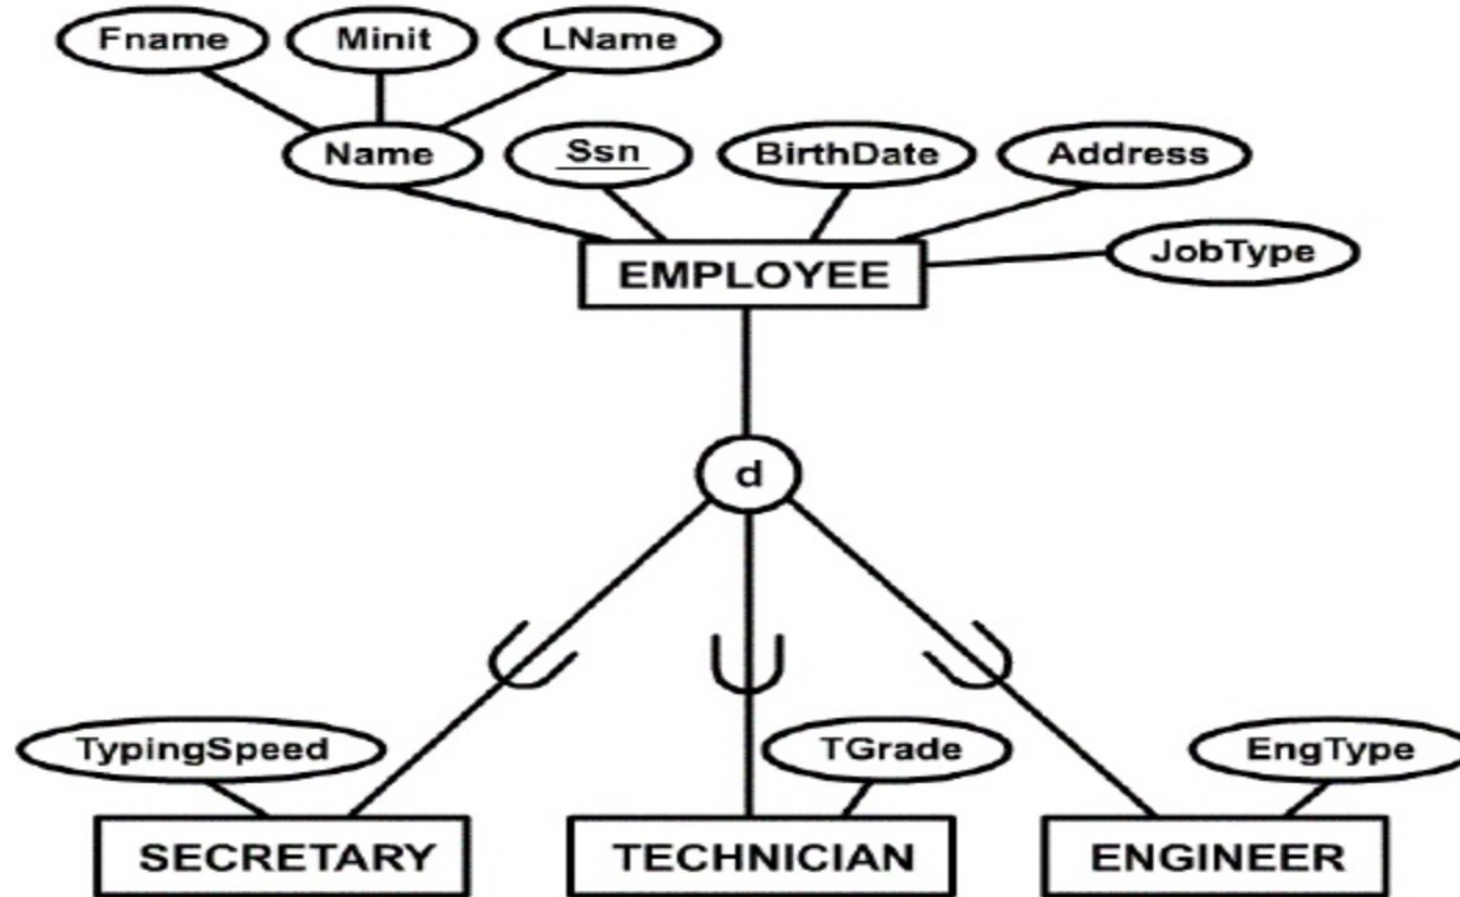 Fname Minit LName
Name Ssn BirthDate Address
JobType
EMPLOYEE
d
TypingSpeed TGrade EngType
SECRETARY TECHNICIAN ENGINEER